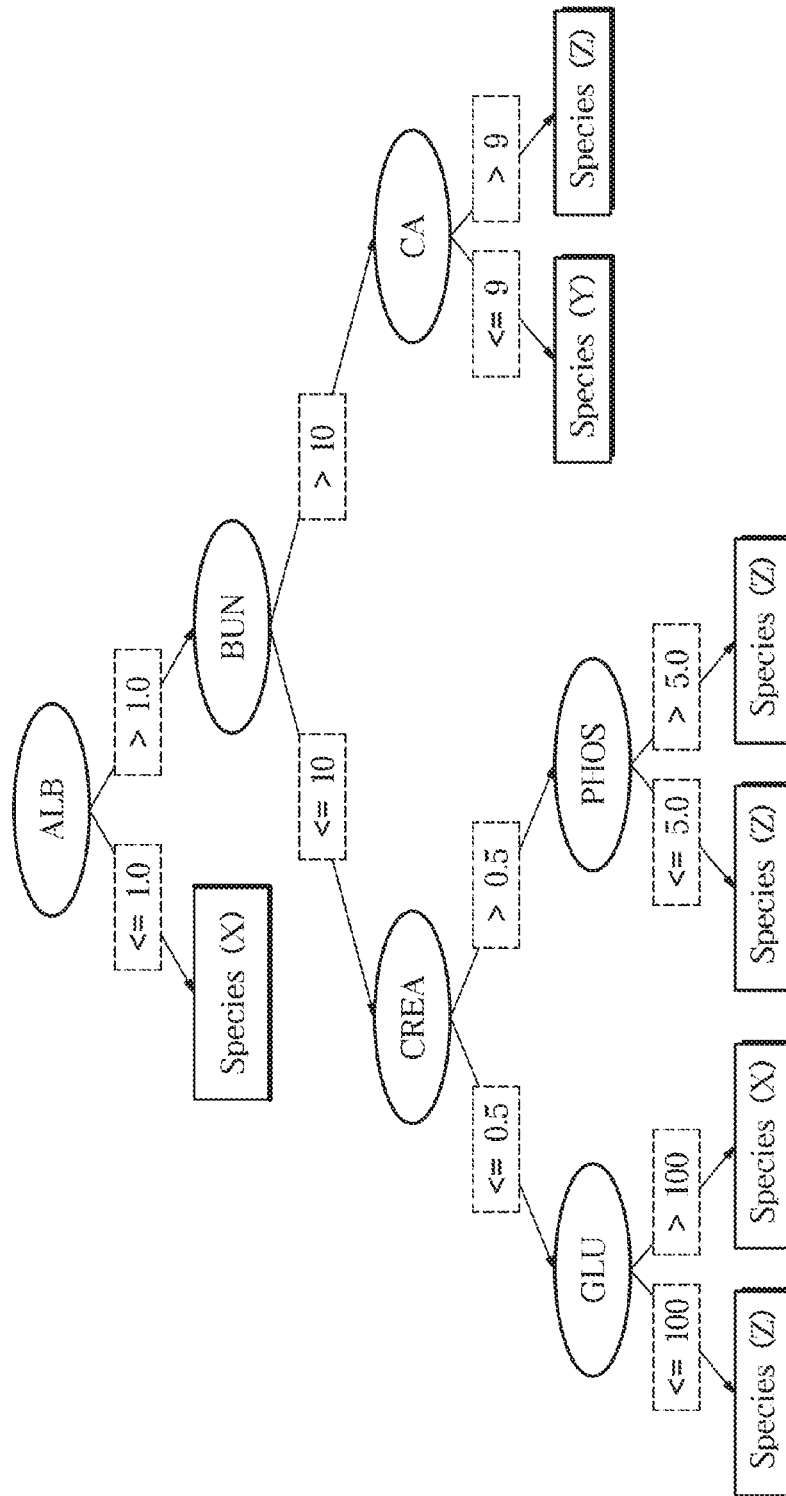 ALB
<= 1.0
> 1.0
Species (X)
BUN
<= 10
> 10
CREA
CA
<= 0.5
> 0.5
<= 9
> 9
GLU
PHOS
Species (Y)
Species (Z)
<= 100
> 100
<= 5.0
> 5.0
Species (Z)
Species (X)
Species (Z)
Species (Z)